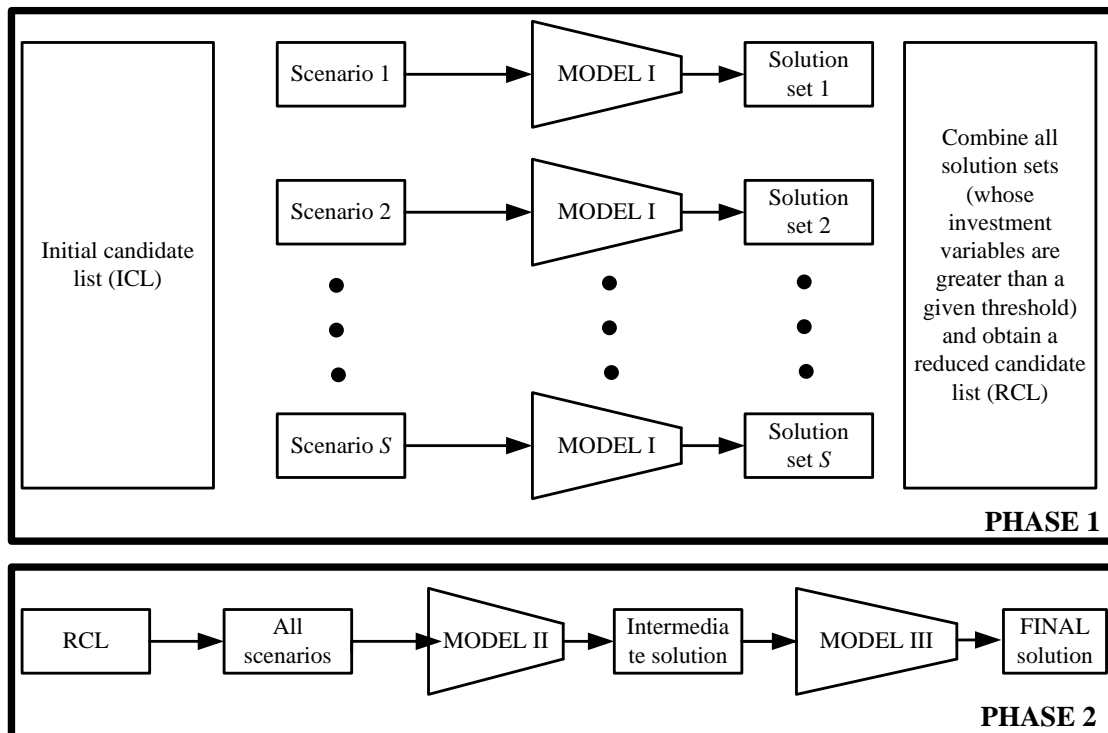 Scenario 1
MODEL I
Solution
set 1
Scenario 2
MODEL I
Solution
set 2
Initial candidate
list (ICL)
Combine all
solution sets
(whose
investment
variables are
greater than a
given threshold)
and obtain a
reduced candidate
list (RCL)
Scenario S
MODEL I
Solution
set S
PHASE 1
RCL
All
scenarios
MODEL II
Intermedia
te solution
MODEL III
FINAL
solution
PHASE 2